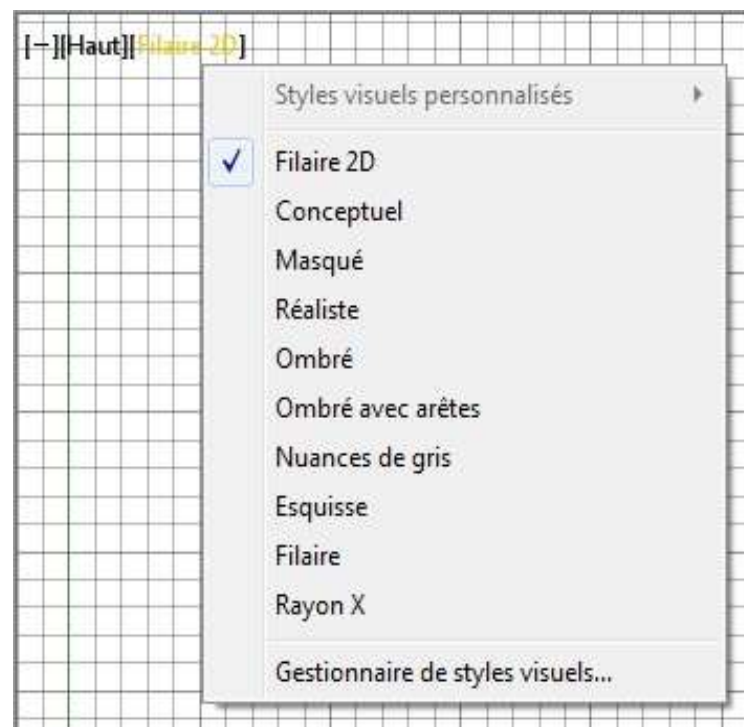 [−][Haut][Filaire 2D]
Styles visuels personnalisés
Filaire 2D
Conceptuel
Masqué
Réaliste
Ombré
Ombré avec arêtes
Nuances de gris
Esquisse
Filaire
Rayon X
Gestionnaire de styles visuels...